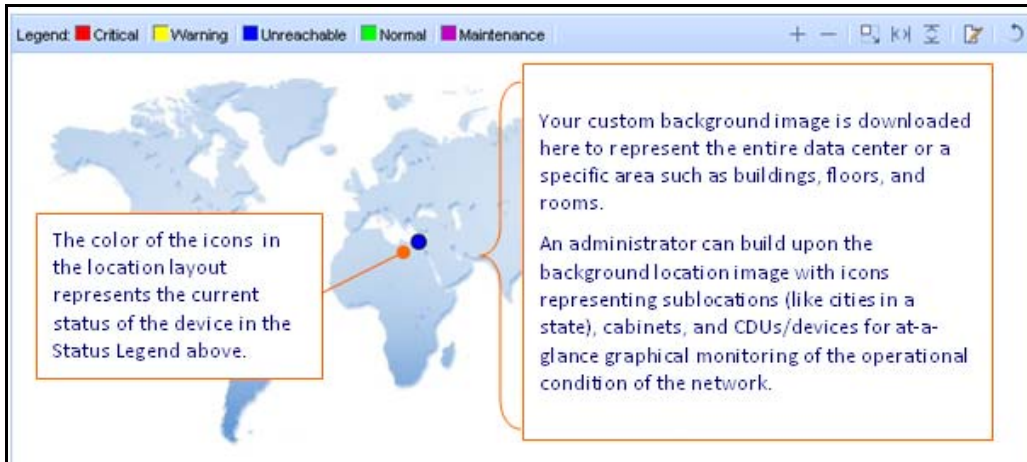 Legend: Critical Warning Unreachable Normal Maintenance
The color of the icons in
the location layout
represents the current
status of the device in the
Status Legend above.
Your custom background image is downloaded
here to represent the entire data center or a
specific area such as buildings, floors, and
rooms.
An administrator can build upon the
background location image with icons
representing sublocations (like cities in a
state), cabinets, and CDUs/devices for at-a-
glance graphical monitoring of the operational
condition of the network.